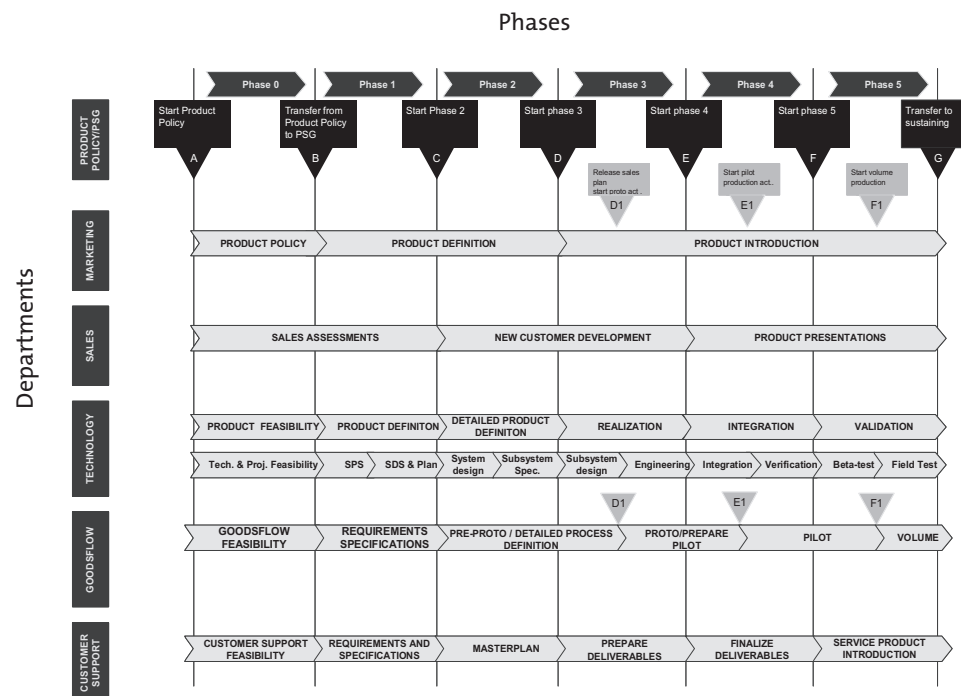 Phases
Phase 0
Phase 1
Phase 2
Phase 3
Phase 4
Phase 5
Departments
PRODUCT
POLICY/PSG
Start Product
Policy
A
Transfer from
Product Policy
to PSG
B
Start Phase 2
C
Start phase 3
D
Start phase 4
E
Start phase 5
F
Transfer to
sustaining
G
Release sales
plan
start proto act .
D1
Start pilot
production act..
E1
Start volume
production
F1
MARKETING
PRODUCT POLICY
PRODUCT DEFINITION
PRODUCT INTRODUCTION
SALES
SALES ASSESSMENTS
NEW CUSTOMER DEVELOPMENT
PRODUCT PRESENTATIONS
TECHNOLOGY
PRODUCT FEASIBILITY
PRODUCT DEFINITON
DETAILED PRODUCT
DEFINITON
REALIZATION
INTEGRATION
VALIDATION
Tech. & Proj. Feasibility
SPS
SDS & Plan
System
design
Subsystem
Spec.
Subsystem
design
Engineering
Integration
Verification
Beta-test
Field Test
D1
E1
F1
GOODSFLOW
GOODSFLOW
FEASIBILITY
REQUIREMENTS
SPECIFICATIONS
PRE-PROTO / DETAILED PROCESS
DEFINITION
PROTO/PREPARE
PILOT
PILOT
VOLUME
CUSTOMER
SUPPORT
CUSTOMER SUPPORT
FEASIBILITY
REQUIREMENTS AND
SPECIFICATIONS
MASTERPLAN
PREPARE
DELIVERABLES
FINALIZE
DELIVERABLES
SERVICE PRODUCT
INTRODUCTION